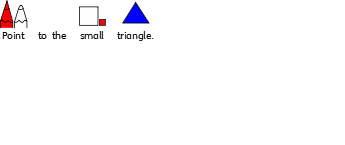 Point to the small triangle.